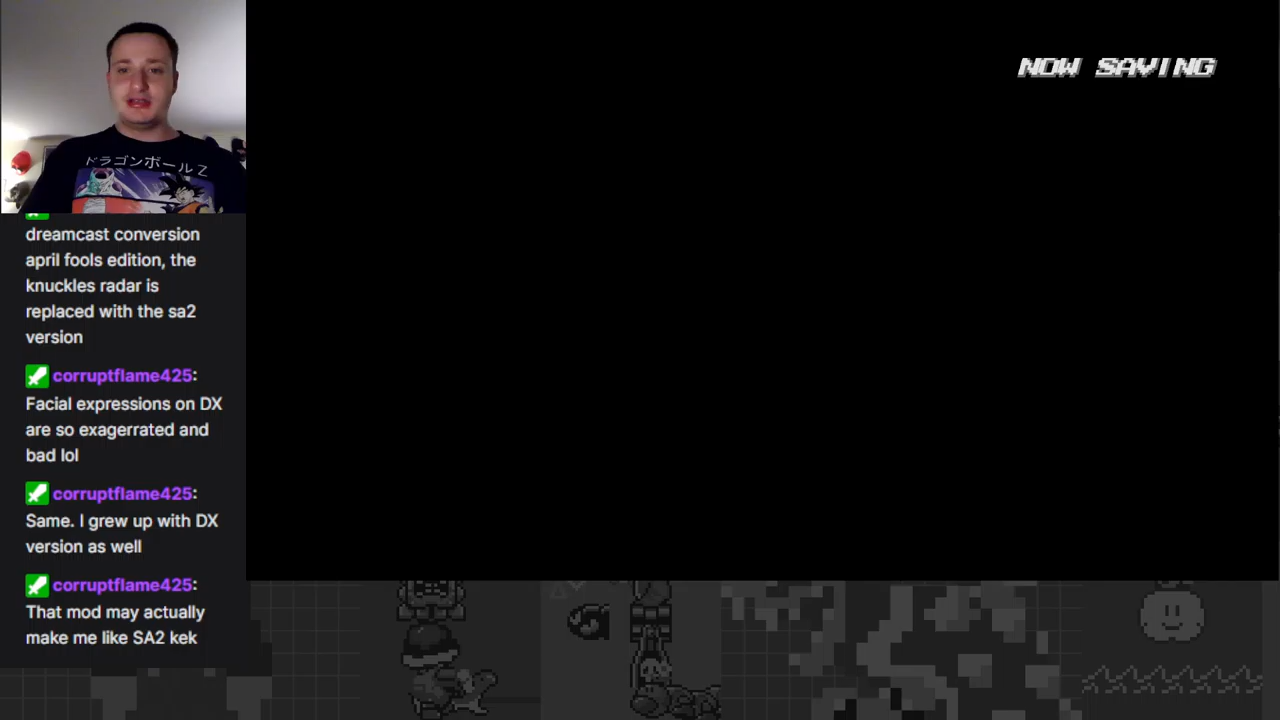 NOW SAVING
ドラゴンボールZ
dreamcast conversion
april fools edition, the
knuckles radar is
replaced with the sa2
version
corruptflame425:
Facial expressions on DX
are so exagerrated and
bad lol
corruptflame425:
Same. I grew up with DX
version as well
corruptflame425:
That mod may actually
make me like SA2 kek